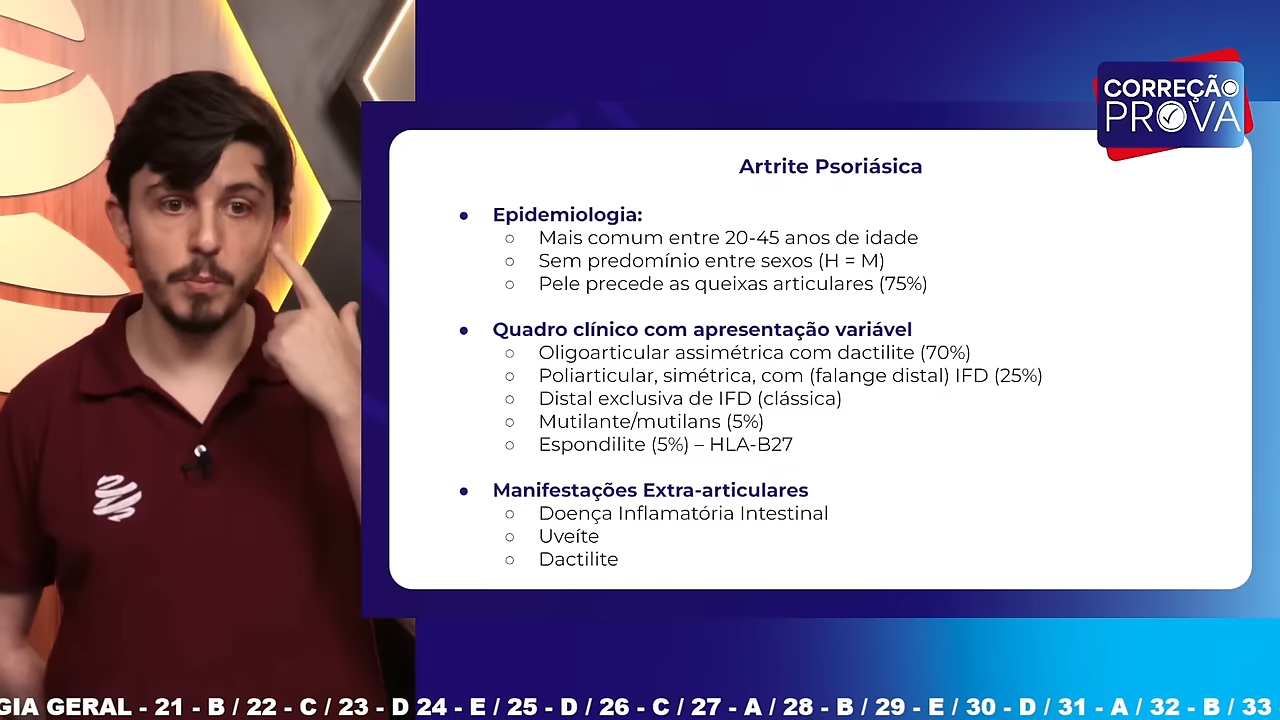 CORREÇÃO
PROVA
Artrite Psoriásica
● Epidemiologia:
○ Mais comum entre 20-45 anos de idade
○ Sem predomínio entre sexos (H = M)
○ Pele precede as queixas articulares (75%)
● Quadro clínico com apresentação variável
○ Oligoarticular assimétrica com dactilite (70%)
○ Poliarticular, simétrica, com (falange distal) IFD (25%)
○ Distal exclusiva de IFD (clássica)
○ Mutilante/mutilans (5%)
○ Espondilite (5%) – HLA-B27
● Manifestações Extra-articulares
○ Doença Inflamatória Intestinal
○ Uveíte
○ Dactilite
GIA GERAL - 21 - B / 22 - C / 23 - D 24 - E / 25 - D / 26 - C / 27 - A / 28 - B / 29 - E / 30 - D / 31 - A / 32 - B / 33